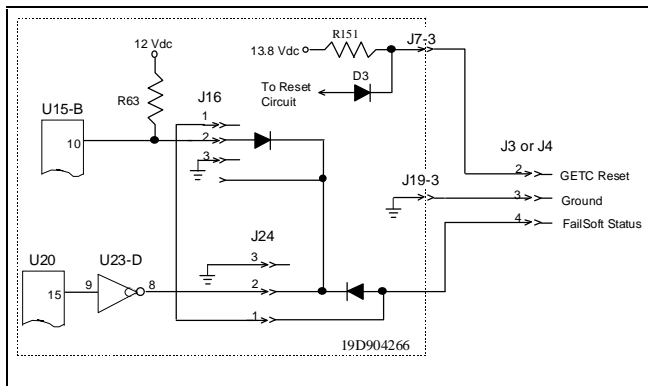 12 Vdc
13.8 Vdc
R151
J7-3
D3
To Reset
Circuit
R63
J16
U15-B
10
1
2
3
J3 or J4
2
GETC Reset
J19-3
3
Ground
4
FailSoft Status
J24
3
U20
U23-D
15
9
8
2
1
19D904266